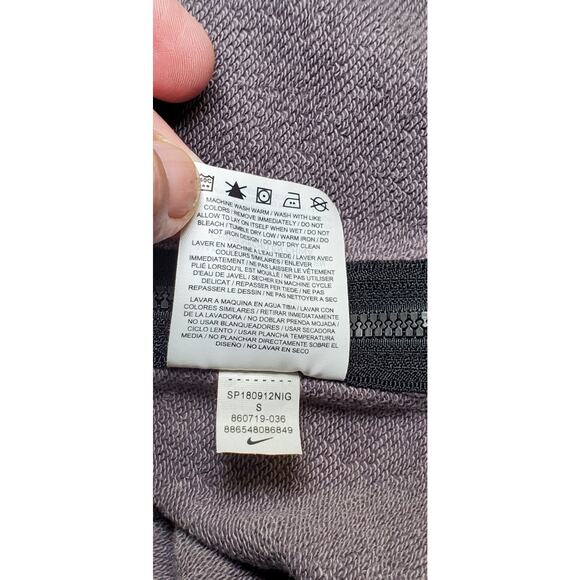 MACHINE WASH WARM / WASH WITH LIKE
COLORS / REMOVE IMMEDIATELY / DO NOT
ALLOW TO LAY ON ITSELF WHEN WET / DO NOT
BLEACH / TUMBLE DRY LOW / WARM IRON / DO
NOT IRON DESIGN / DO NOT DRY CLEAN
LAVER EN MACHINE À L'EAU TIEDE / LAVER AVEC
COULEURS SIMILAIRES / ENLEVER
IMMÉDIATEMENT / NE PAS LAISSER LE VÊTEMENT
PLIÉ LORSQU'IL EST MOUILLÉ / NE PAS UTILISER
D'EAU DE JAVEL / SECHER EN MACHINE CYCLE
DELICAT / REPASSER FER TIEDE / NE PAS
REPASSER LE DESSIN / NE PAS NETTOYER A SEC
LAVAR A MAQUINA EN AGUA TIBIA / LAVAR CON
COLORES SIMILARES / RETIRAR INMEDIATAMENTE
DE LA LAVADORA / NO DOBLAR PRENDA MOJADA /
NO USAR BLANQUEADORES / USAR SECADORA
CICLO LENTO / USAR PLANCHA TEMPERATURA
MEDIA / NO PLANCHAR DIRECTAMENTE SOBRE EL
DISEÑO / NO LAVAR EN SECO
SP180912NIG
S
860719-036
886548086849